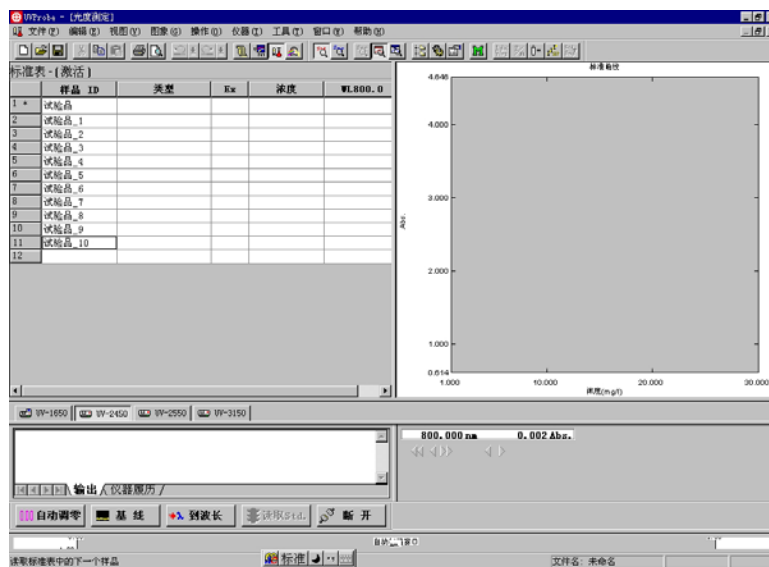 UVProbe - [光度测定]
文件(F) 编辑(E) 视图(V) 图象(G) 操作(O) 仪器(I) 工具(T) 窗口(W) 帮助(H)
标准表 - (激活)
样品 ID 类型 Ex 浓度 WL800.0
1 * 试验品
2 试验品_1
3 试验品_2
4 试验品_3
5 试验品_4
6 试验品_5
7 试验品_6
8 试验品_7
9 试验品_8
10 试验品_9
11 试验品_10
12
标准曲线
4.646
4.000
3.000
Abs.
2.000
1.000
0.614
1.000 10.000 20.000 30.000
浓度(mg/l)
UV-1650 UV-2450 UV-2550 UV-3150
800.000 nm 0.002 Abs.
输出 仪器履历
自动调零 基 线 到波长 读取Std. 断 开
读取标准表中的下一个样品
标准
文件名: 未命名